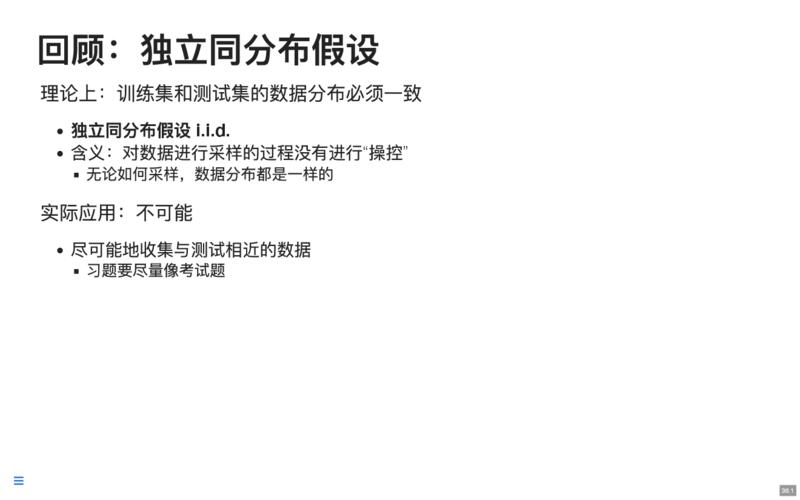 回顾：独立同分布假设
理论上：训练集和测试集的数据分布必须一致
独立同分布假设 i.i.d.
含义：对数据进行采样的过程没有进行“操控”
无论如何采样，数据分布都是一样的
实际应用：不可能
尽可能地收集与测试相近的数据
习题要尽量像考试题